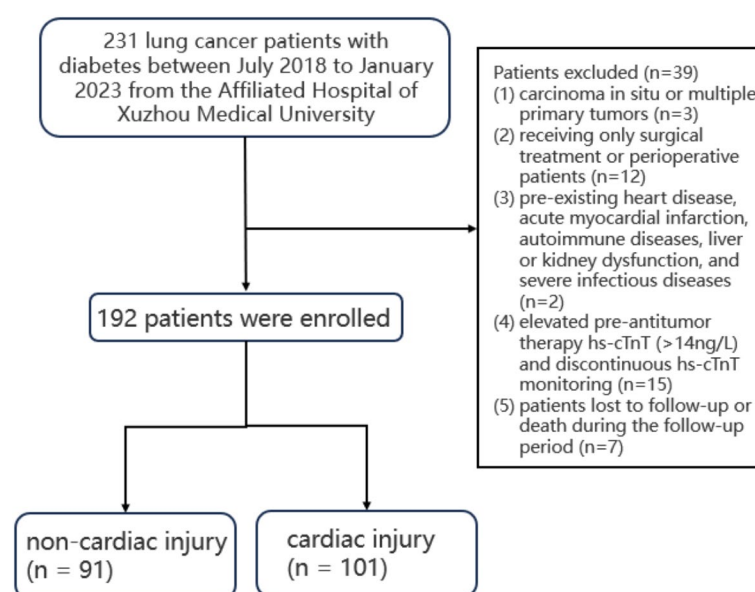 231 lung cancer patients with
diabetes between July 2018 to January
2023 from the Affiliated Hospital of
Xuzhou Medical University
Patients excluded (n=39)
(1) carcinoma in situ or multiple
primary tumors (n=3)
(2) receiving only surgical
treatment or perioperative
patients (n=12)
(3) pre-existing heart disease,
acute myocardial infarction,
autoimmune diseases, liver
or kidney dysfunction, and
severe infectious diseases
(n=2)
(4) elevated pre-antitumor
therapy hs-cTnT (>14ng/L)
and discontinuous hs-cTnT
monitoring (n=15)
(5) patients lost to follow-up or
death during the follow-up
period (n=7)
192 patients were enrolled
non-cardiac injury
(n = 91)
cardiac injury
(n = 101)